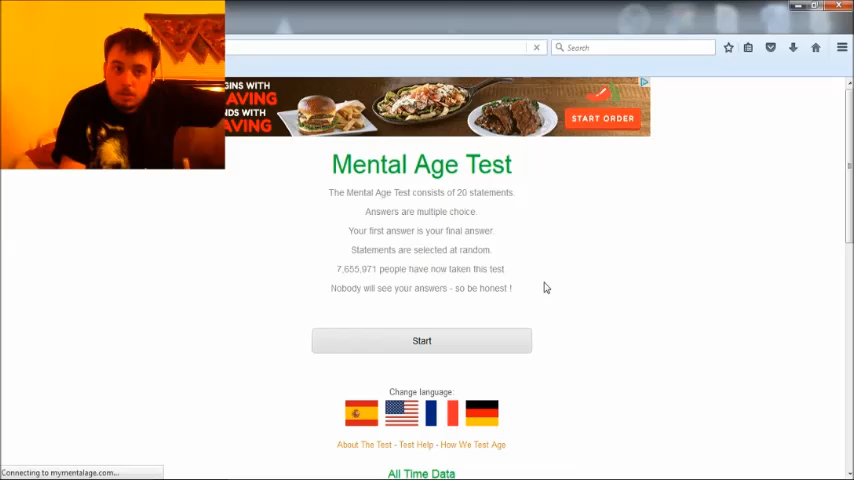 Search
GINS WITH
AVING
NDS WITH
AVING
START ORDER
Mental Age Test
The Mental Age Test consists of 20 statements.
Answers are multiple choice.
Your first answer is your final answer.
Statements are selected at random.
7,655,971 people have now taken this test
Nobody will see your answers - so be honest !
Start
Change language:
About The Test - Test Help - How We Test Age
All Time Data
Connecting to mymentalage.com...